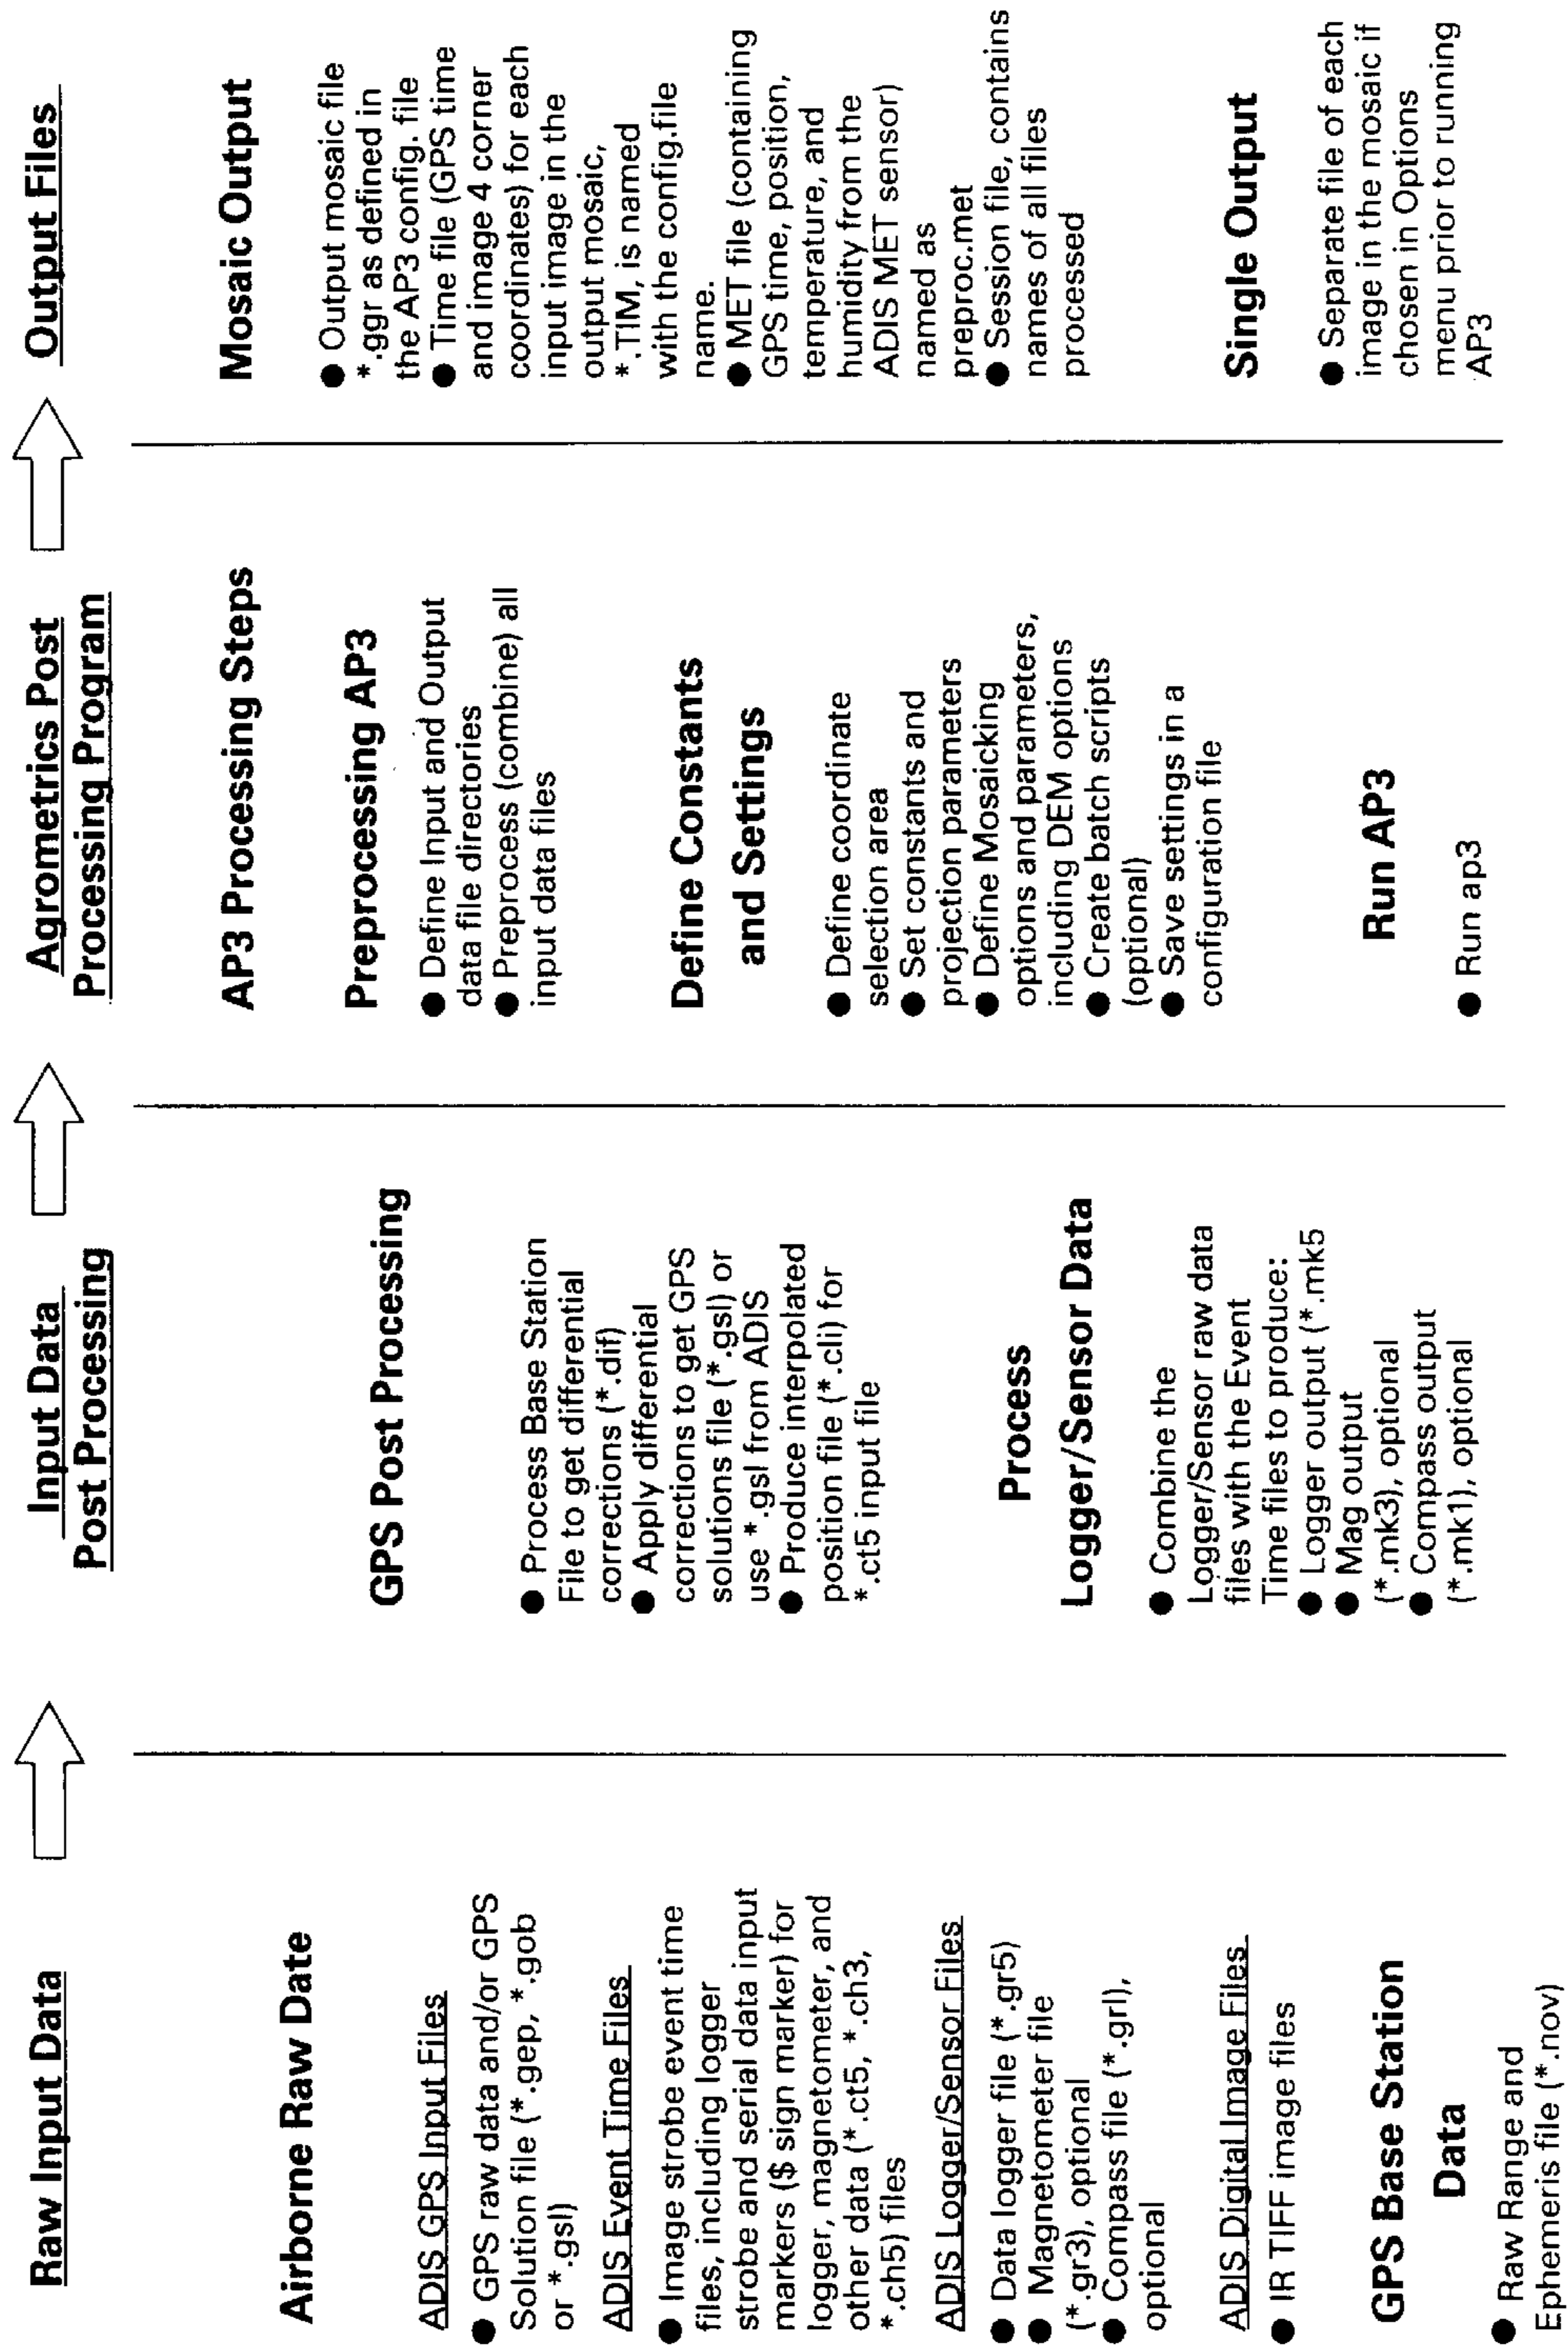 Raw Input Data
Airborne Raw Date
ADIS GPS Input Files
● GPS raw data and/or GPS
Solution file (*.gep, *.gob
or *.gsl)
ADIS Event Time Files
● Image strobe event time
files, including logger
strobe and serial data input
markers ($ sign marker) for
logger, magnetometer, and
other data (*.ct5, *.ch3,
*.ch5) files
ADIS Logger/Sensor Files
● Data logger file (*.gr5)
● Magnetometer file
(*.gr3), optional
● Compass file (*.grl),
optional
ADIS Digital Image Files
● IR TIFF image files
GPS Base Station
Data
● Raw Range and
Ephemeris file (*.nov)
Input Data
Post Processing
GPS Post Processing
● Process Base Station
File to get differential
corrections (*.dif)
● Apply differential
corrections to get GPS
solutions file (*.gsl) or
use *.gsl from ADIS
● Produce interpolated
position file (*.cli) for
*.ct5 input file
Process
Logger/Sensor Data
● Combine the
Logger/Sensor raw data
files with the Event
Time files to produce:
● Logger output (*.mk5
● Mag output
(*.mk3), optional
● Compass output
(*.mk1), optional
Agrometrics Post
Processing Program
AP3 Processing Steps
Preprocessing AP3
● Define Input and Output
data file directories
● Preprocess (combine) all
input data files
Define Constants
and Settings
● Define coordinate
selection area
● Set constants and
projection parameters
● Define Mosaicking
options and parameters,
including DEM options
● Create batch scripts
(optional)
● Save settings in a
configuration file
Run AP3
● Run ap3
Output Files
Mosaic Output
● Output mosaic file
*.ggr as defined in
the AP3 config. file
● Time file (GPS time
and image 4 corner
coordinates) for each
input image in the
output mosaic,
*.TIM, is named
with the config.file
name.
● MET file (containing
GPS time, position,
temperature, and
humidity from the
ADIS MET sensor)
named as
preproc.met
● Session file, contains
names of all files
processed
Single Output
● Separate file of each
image in the mosaic if
chosen in Options
menu prior to running
AP3